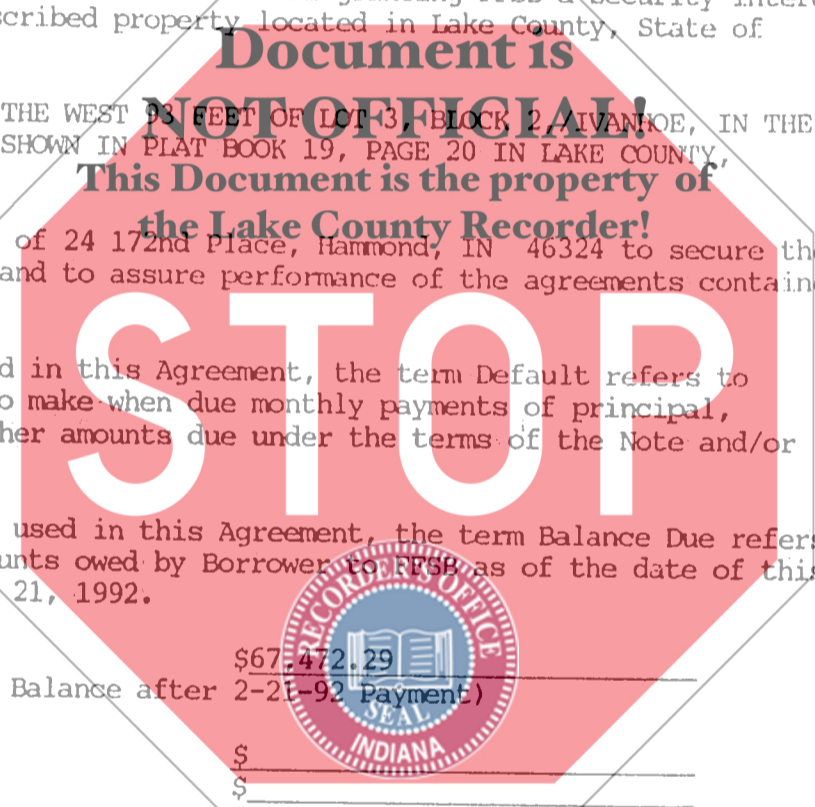 scribed property located in Lake County, State of
Document is
THE WEST 93 FEET OF LOT 3, BLOCK 2, IVANHOE, IN THE
NOT OFFICIAL!
SHOWN IN PLAT BOOK 19, PAGE 20 IN LAKE COUNTY,
This Document is the property of
the Lake County Recorder!
of 24 172nd Place, Hammond, IN 46324 to secure the
and to assure performance of the agreements contain
STOP
d in this Agreement, the term Default refers to
o make when due monthly payments of principal,
her amounts due under the terms of the Note and/or
used in this Agreement, the term Balance Due refers
unts owed by Borrower to FFSB as of the date of this
21, 1992.
RECORDER'S OFFICE
$67,472.29
Balance after 2-21-92 Payment)
SEAL
INDIANA
$
$